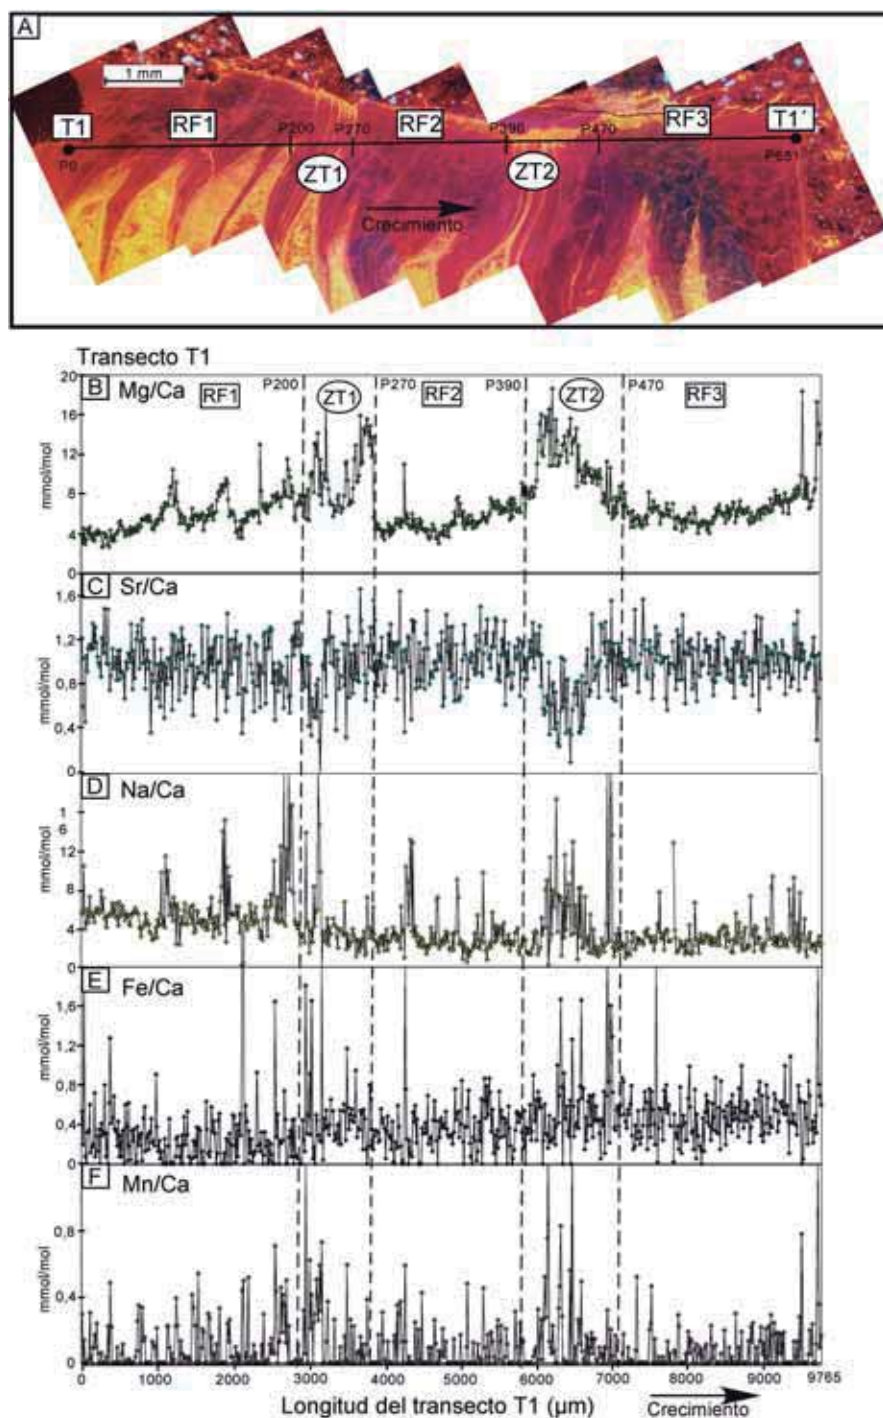 A
1 mm
T1
RF1
P200
P270
RF2
P390
P470
RF3
T1´
P0
ZT1
ZT2
P651
Crecimiento
Transecto T1
B Mg/Ca RF1 P200 ZT1 P270 RF2 P390 ZT2 P470 RF3
20
16
12
8
4
0
mmol/mol
C Sr/Ca
1,6
1,2
0,8
0,4
0
mmol/mol
D Na/Ca
1
6
12
8
4
0
mmol/mol
E Fe/Ca
1,6
1,2
0,8
0,4
0
mmol/mol
F Mn/Ca
0,8
0,4
0
mmol/mol
0 1000 2000 3000 4000 5000 6000 7000 8000 9000 9765
Longitud del transecto T1 (µm)
Crecimiento